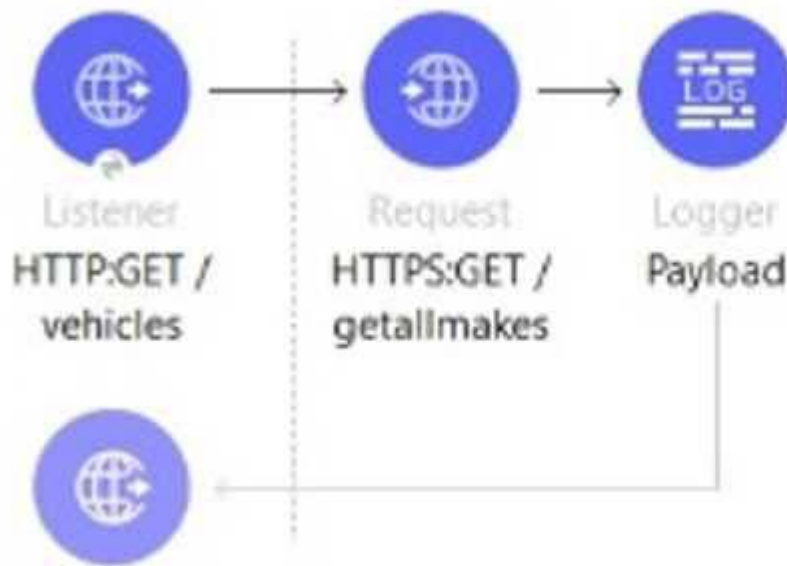 LOG
Listener
Request
Logger
HTTP:GET /
vehicles
HTTPS:GET /
getallmakes
Payload